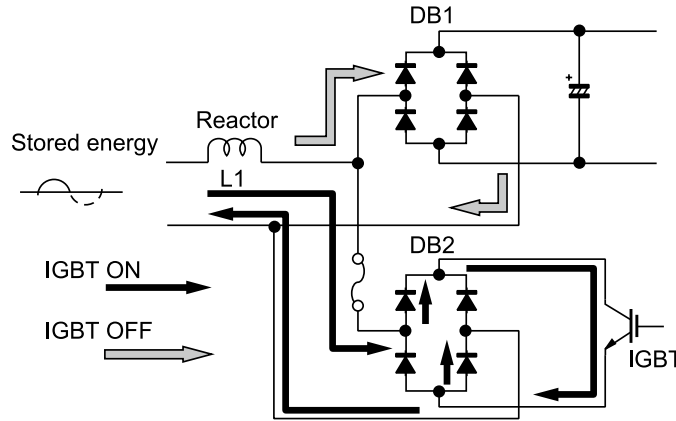 DB1
Reactor
Stored energy
L1
+
DB2
IGBT ON
IGBT OFF
IGBT